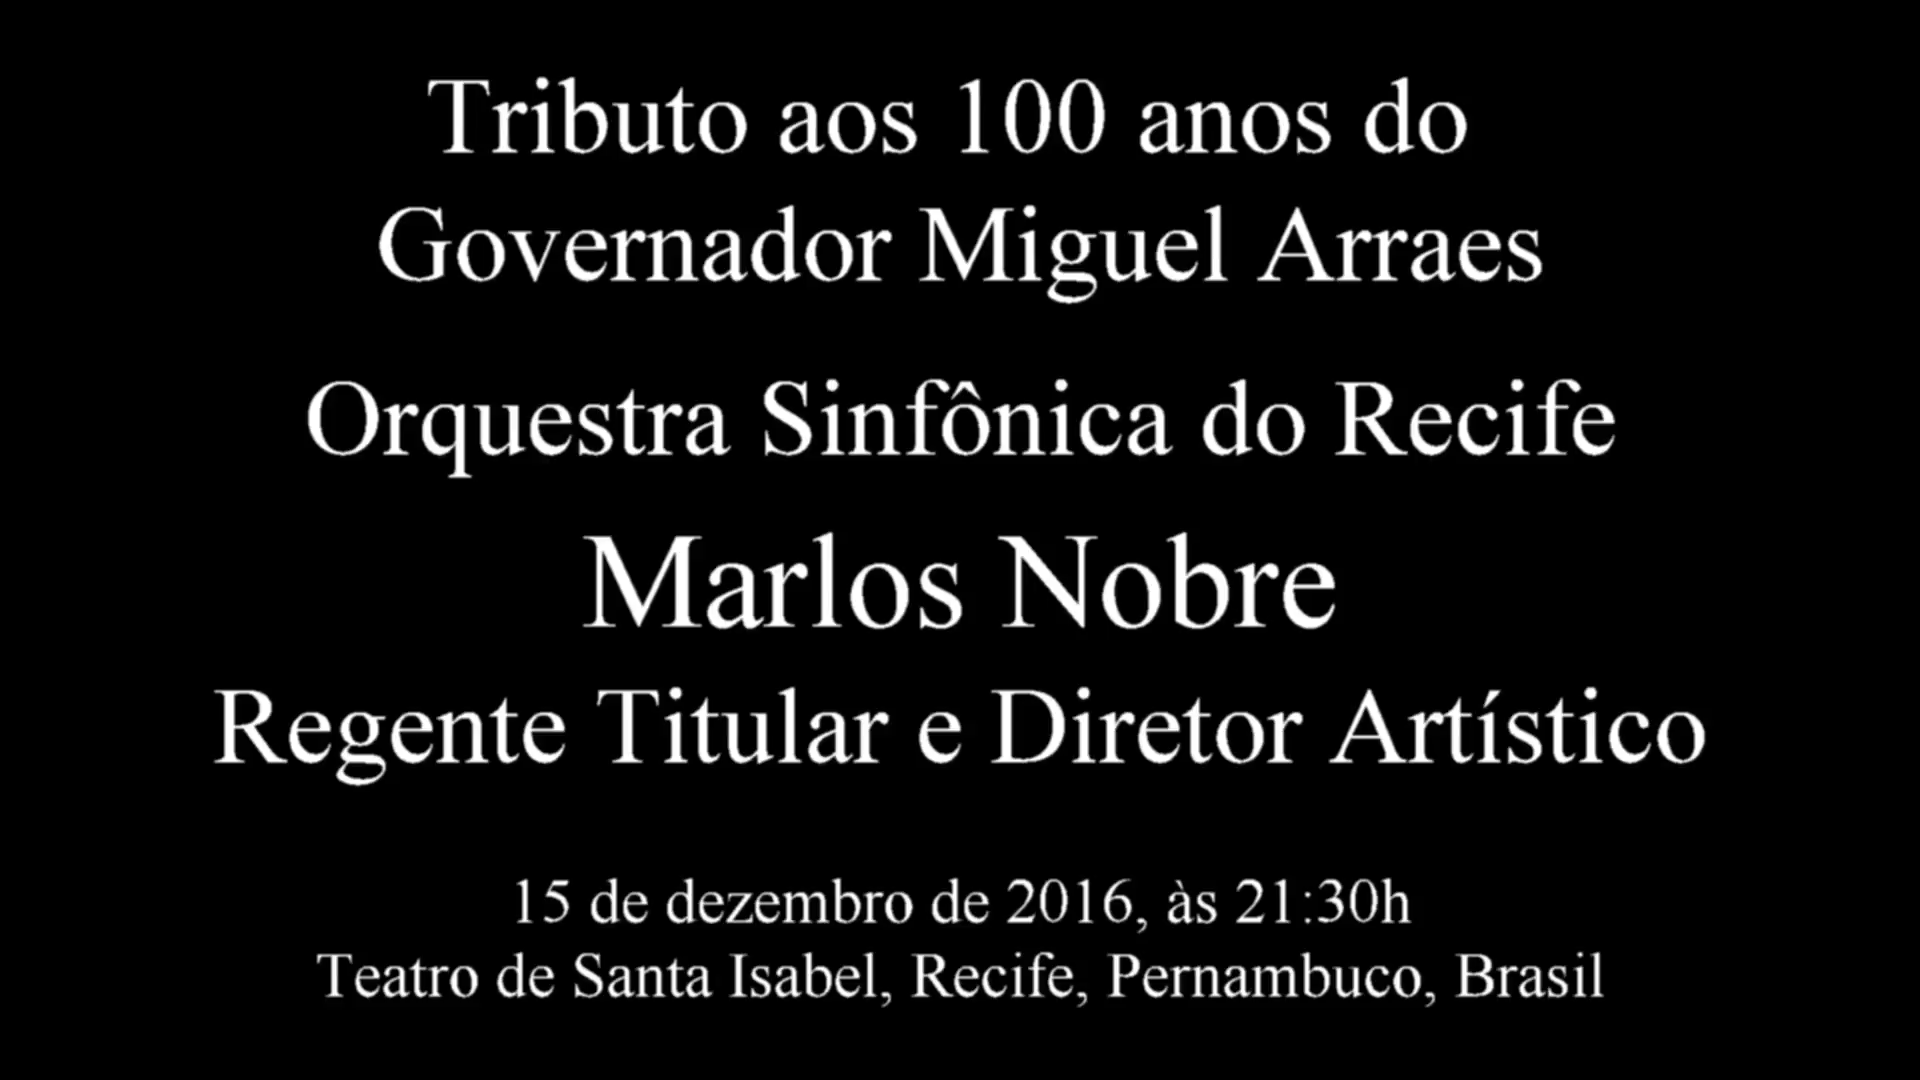 Tributo aos 100 anos do
Governador Miguel Arraes
Orquestra Sinfônica do Recife
Marlos Nobre
Regente Titular e Diretor Artístico
15 de dezembro de 2016, às 21:30h
Teatro de Santa Isabel, Recife, Pernambuco, Brasil